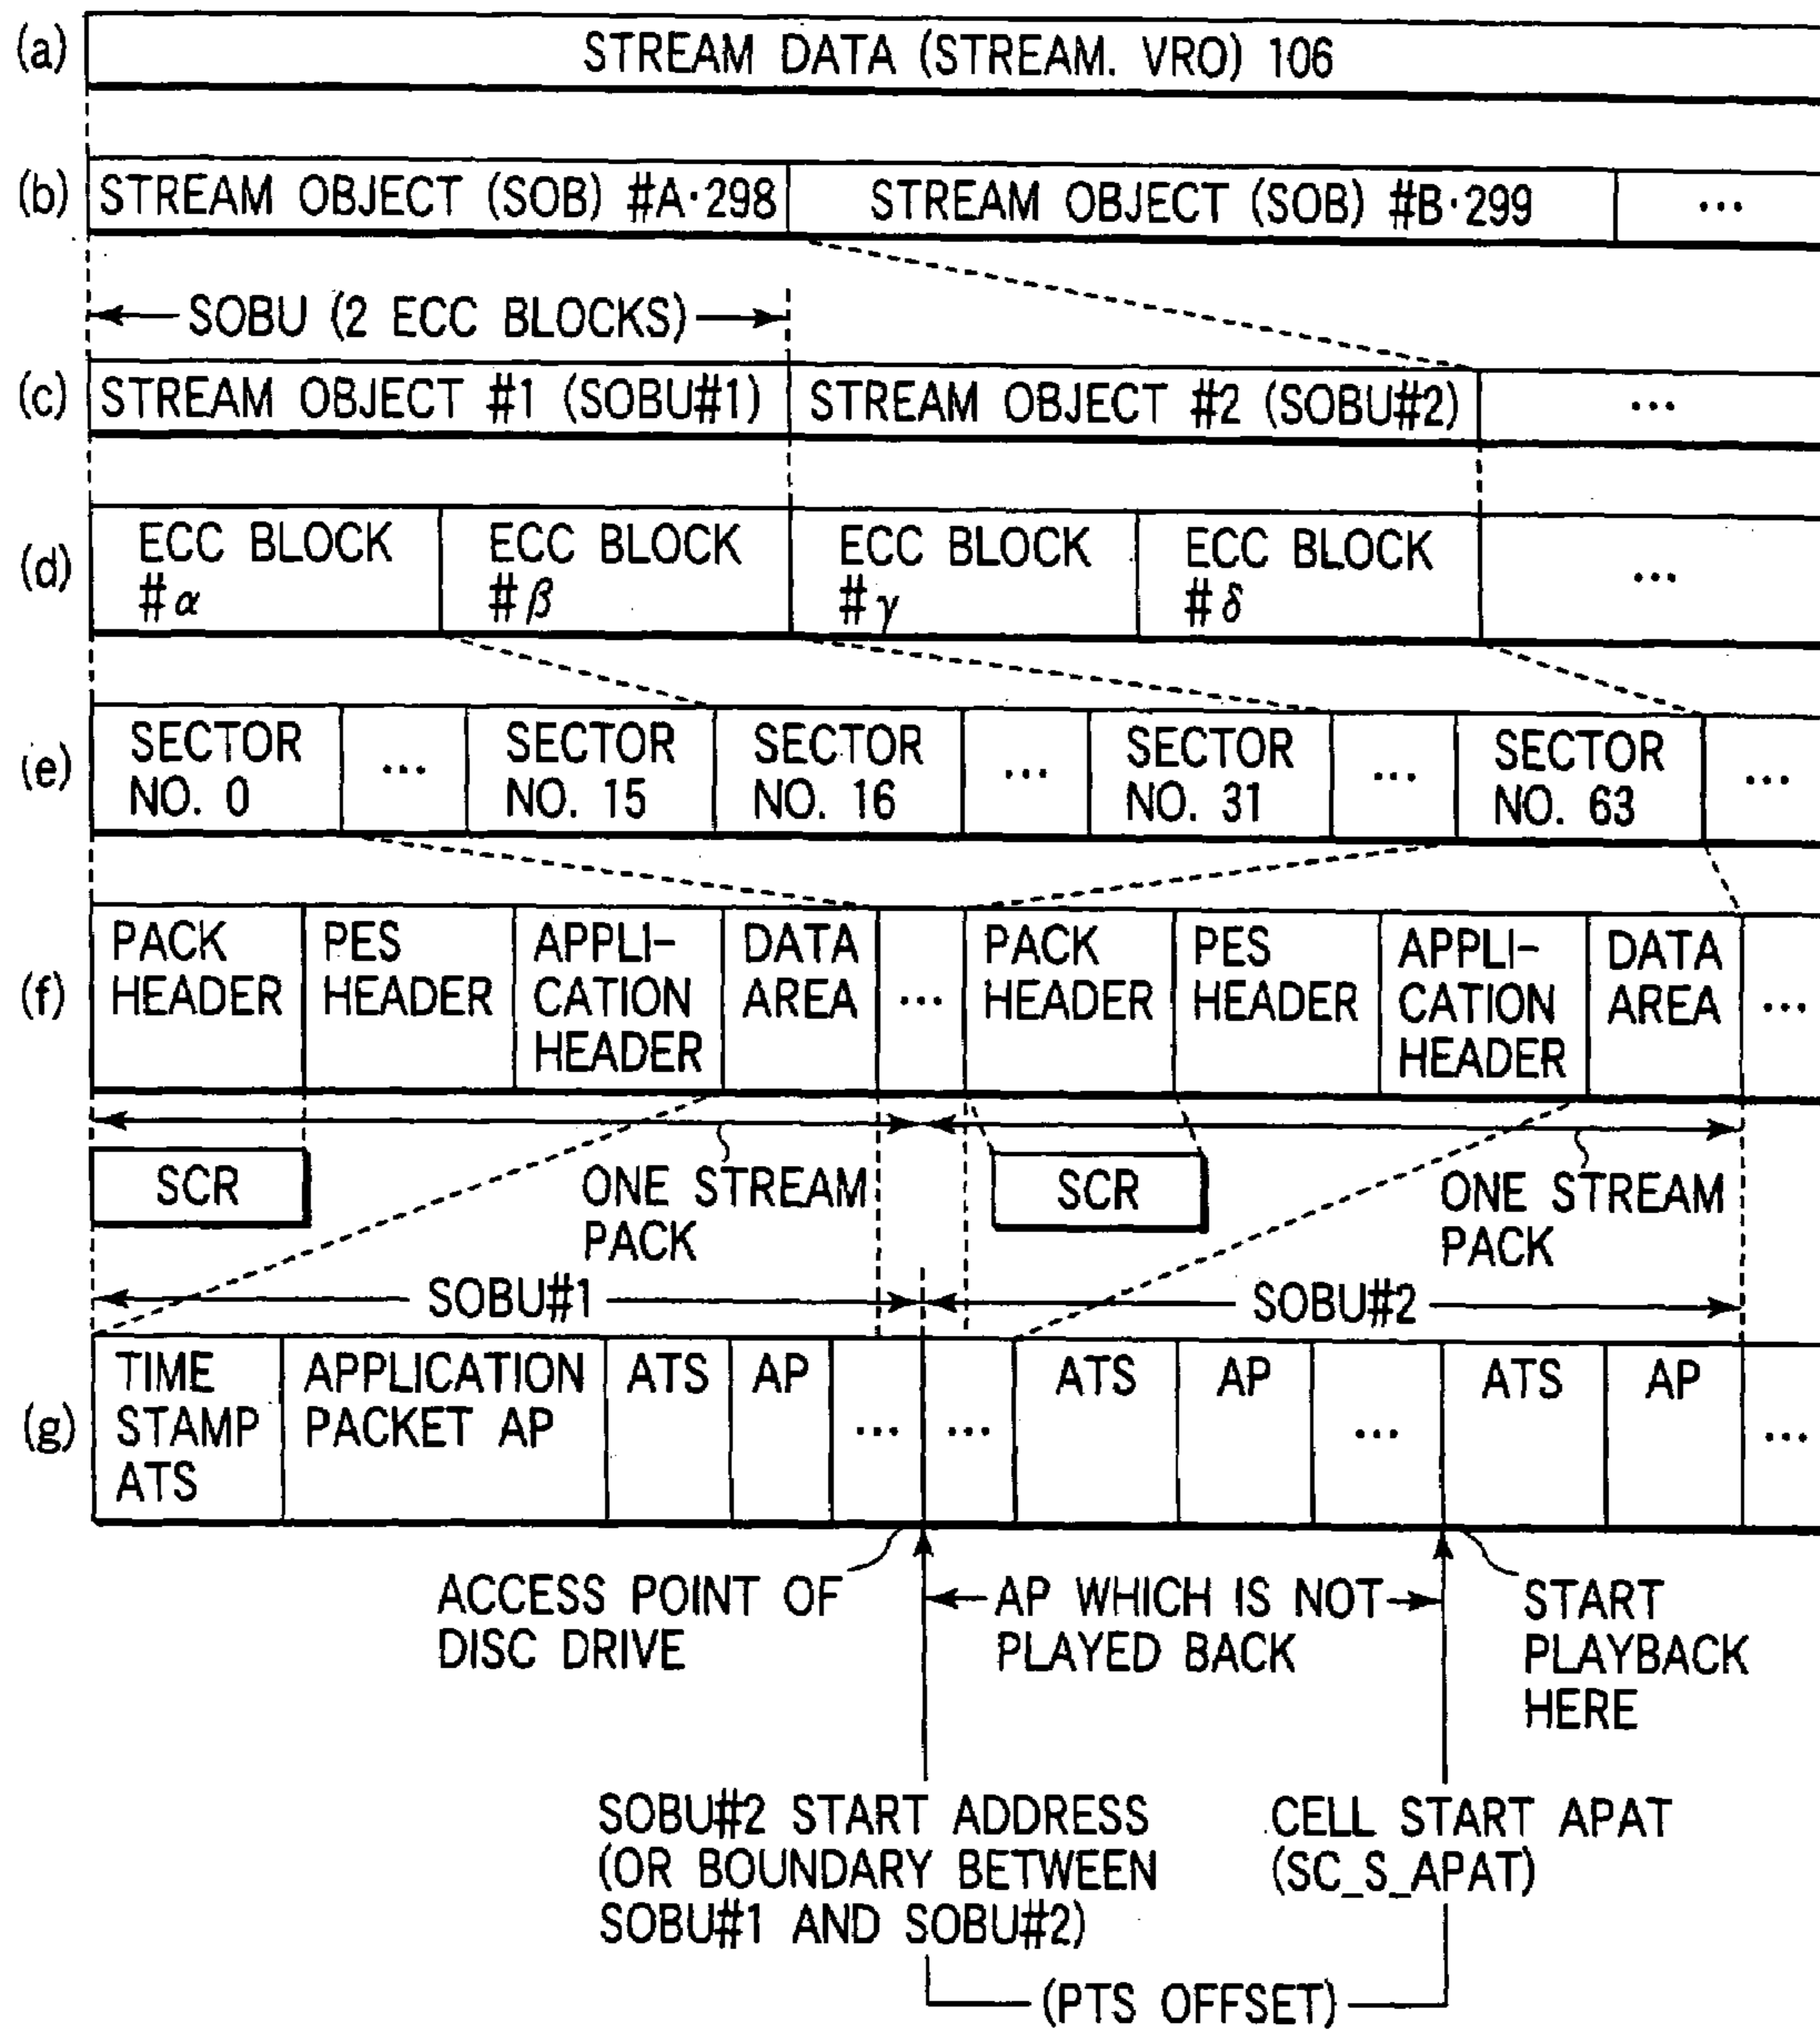 (a) STREAM DATA (STREAM. VRO) 106
(b) STREAM OBJECT (SOB) #A·298 STREAM OBJECT (SOB) #B·299 ...
SOBU (2 ECC BLOCKS)
(c) STREAM OBJECT #1 (SOBU#1) STREAM OBJECT #2 (SOBU#2) ...
(d) ECC BLOCK #α ECC BLOCK #β ECC BLOCK #γ ECC BLOCK #δ ...
(e) SECTOR NO. 0 ... SECTOR NO. 15 SECTOR NO. 16 ... SECTOR NO. 31 ... SECTOR NO. 63 ...
(f) PACK HEADER PES HEADER APPLI-CATION HEADER DATA AREA ... PACK HEADER PES HEADER APPLI-CATION HEADER DATA AREA ...
SCR ONE STREAM PACK SCR ONE STREAM PACK
SOBU#1 SOBU#2
(g) TIME STAMP ATS APPLICATION PACKET AP ATS AP ... ... ATS AP ... ATS AP ...
ACCESS POINT OF DISC DRIVE
AP WHICH IS NOT PLAYED BACK
START PLAYBACK HERE
SOBU#2 START ADDRESS
(OR BOUNDARY BETWEEN
SOBU#1 AND SOBU#2)
CELL START APAT
(SC_S_APAT)
(PTS OFFSET)